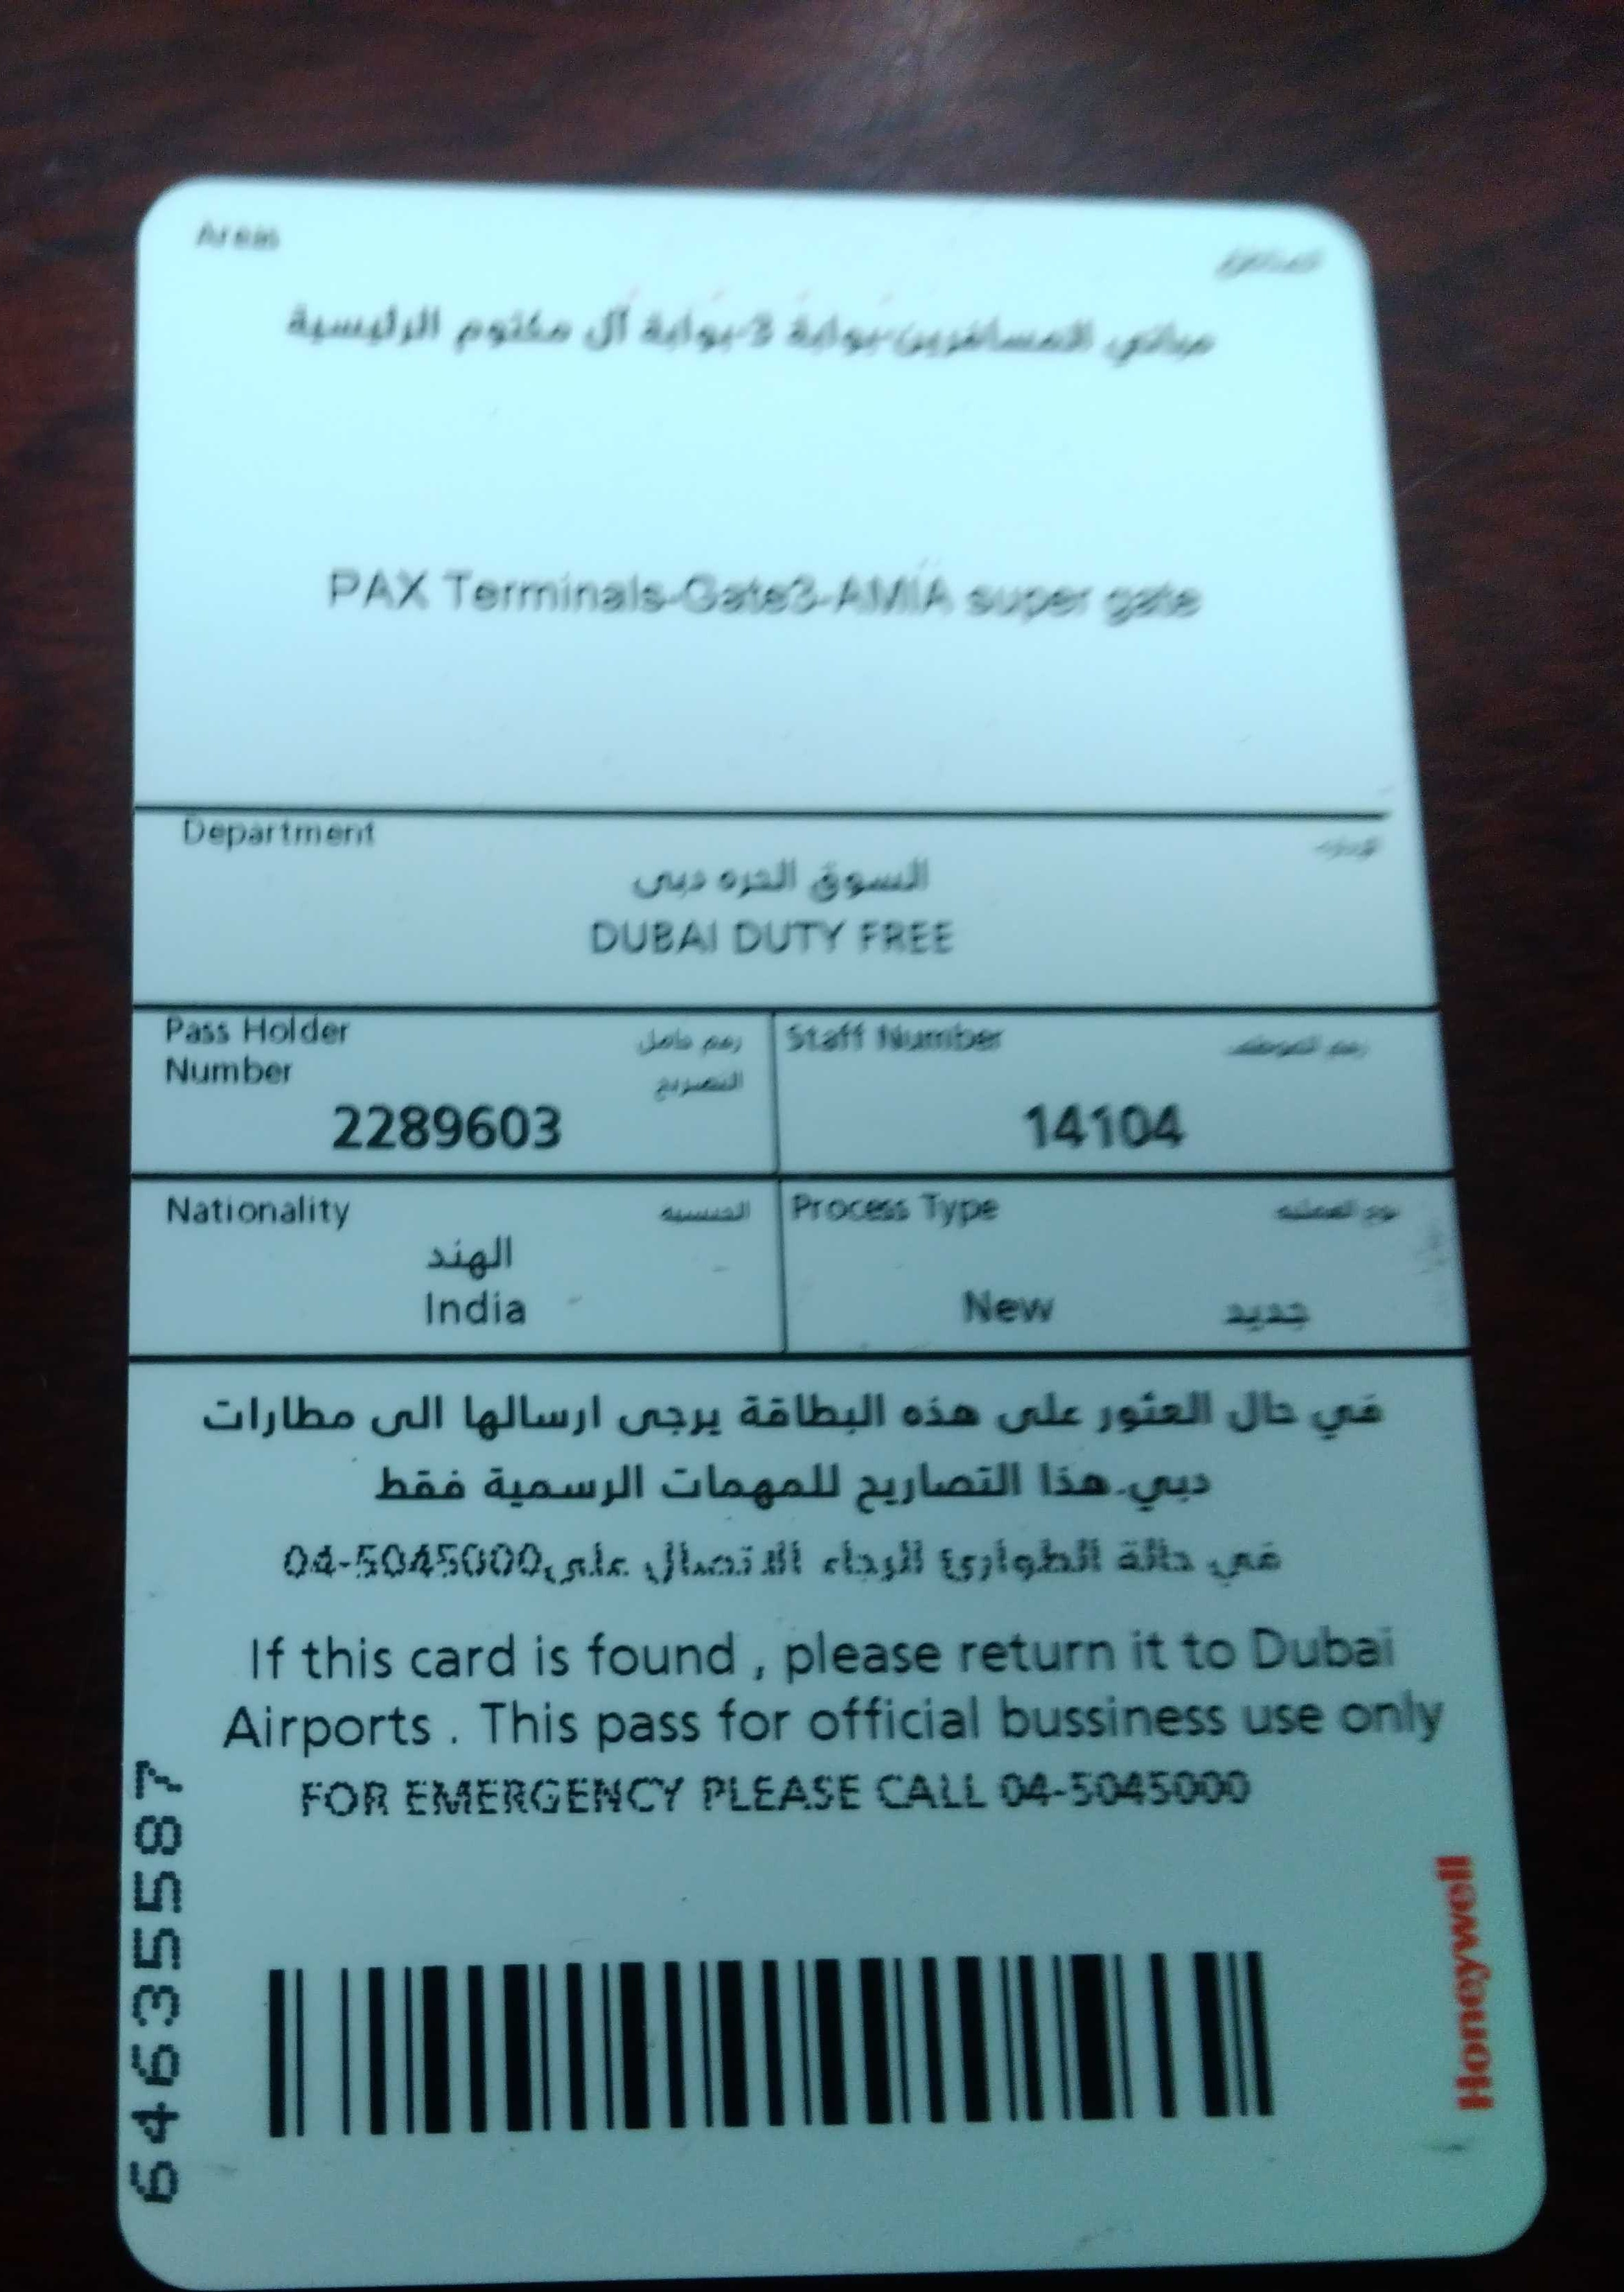 Areas
المناطق
مباني المسافرين-بوابة 3-بوابة آل مكتوم الرئيسية
PAX Terminals-Gate3-AMIA super gate
Department
الإدارة
السوق الحره دبى
DUBAI DUTY FREE
Pass Holder رقم حامل
Number التصريح
2289603
Staff Number رقم الموظف
14104
Nationality الجنسية
الهند
India
Process Type نوع العملية
New جديد
في حال العثور على هذه البطاقة يرجى ارسالها الى مطارات
دبي.هذا التصاريح للمهمات الرسمية فقط
في حالة الطوارئ الرجاء الاتصال على04-5045000
If this card is found , please return it to Dubai
Airports . This pass for official bussiness use only
FOR EMERGENCY PLEASE CALL 04-5045000
64635587
Honeywell